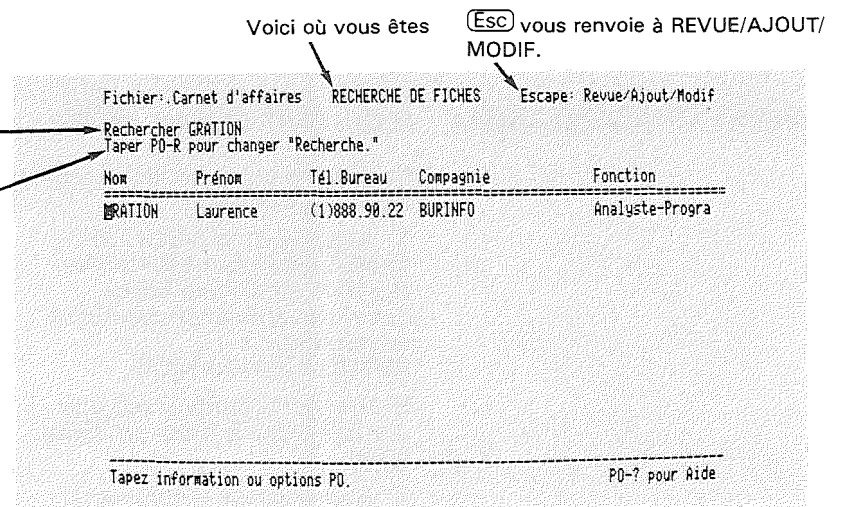 Voici où vous êtes
(Esc) vous renvoie à REVUE/AJOUT/
MODIF.
Fichier:.Carnet d'affaires RECHERCHE DE FICHES Escape: Revue/Ajout/Modif
Rechercher GRATION
Taper PO-R pour changer "Recherche."
Nom Prénom Tél.Bureau Compagnie Fonction
GRATION Laurence (1)888.90.22 BURINFO Analyste-Progra
Tapez information ou options PO. PO-? pour Aide